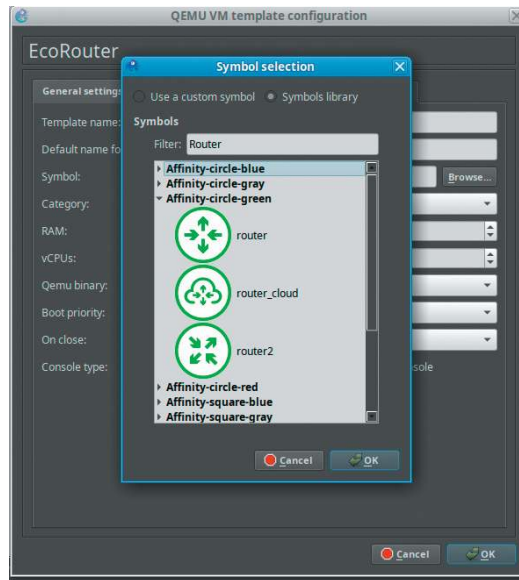 QEMU VM template configuration
EcoRouter
General setting
Template name:
Default name fo
Symbol:
Browse...
Category:
RAM:
vCPUs:
Qemu binary:
Boot priority:
On close:
Console type:
sole
Symbol selection
Use a custom symbol
Symbols library
Symbols
Filter: Router
Affinity-circle-blue
Affinity-circle-gray
Affinity-circle-green
router
router_cloud
router2
Affinity-circle-red
Affinity-square-blue
Affinity-square-gray
Cancel
OK
Cancel
OK